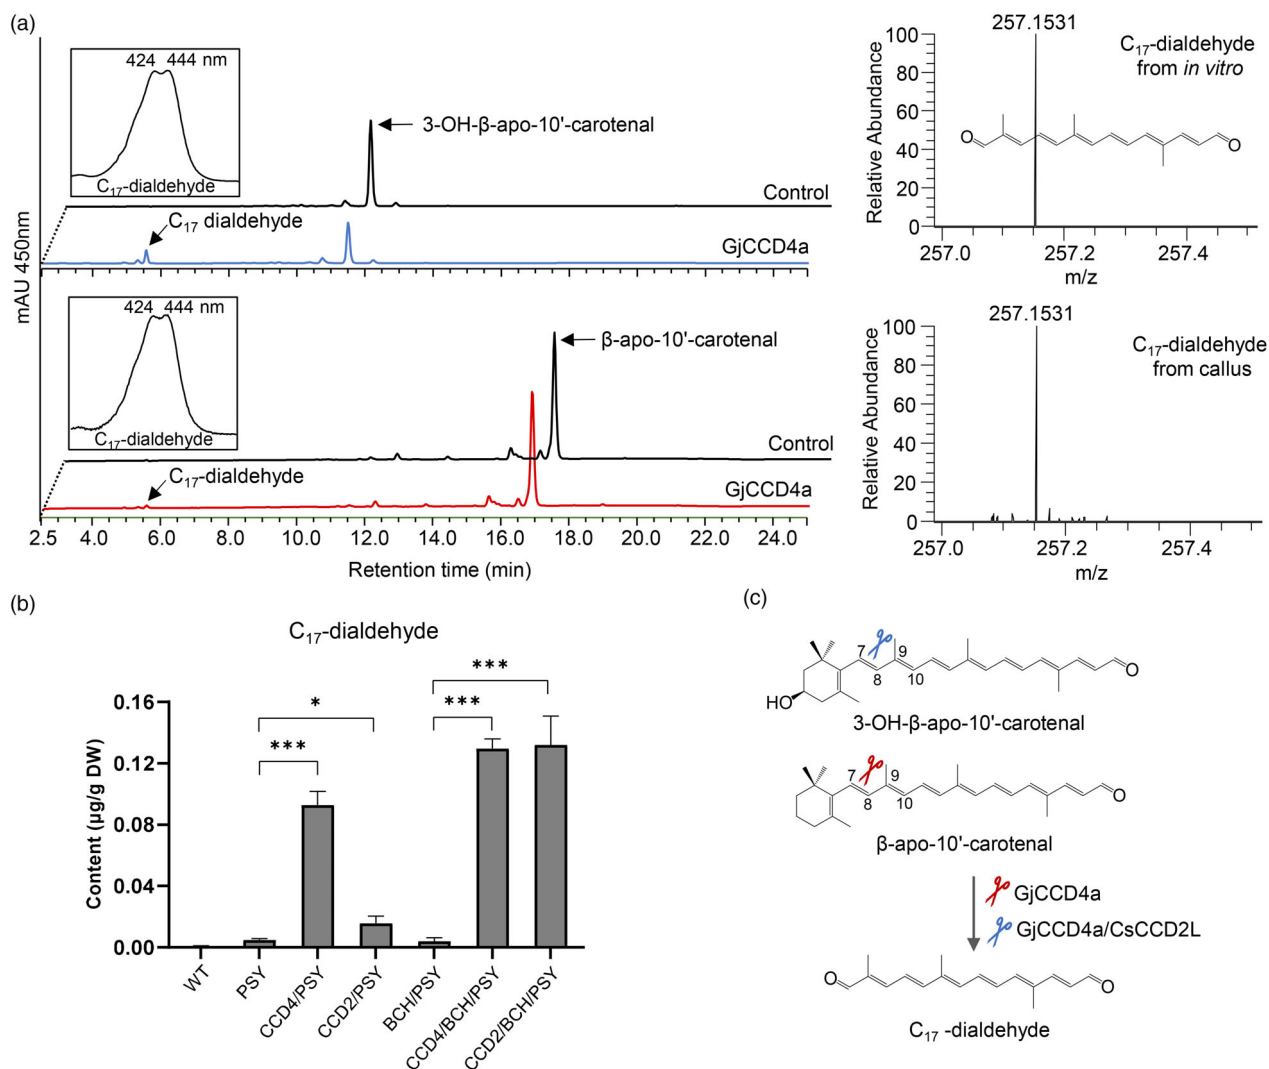 (a)
424 444 nm
C₁₇-dialdehyde
3-OH-β-apo-10'-carotenal
Control
C₁₇ dialdehyde
GjCCD4a
mAU 450nm
424 444 nm
C₁₇-dialdehyde
β-apo-10'-carotenal
Control
C₁₇-dialdehyde
GjCCD4a
2.5 4.0 6.0 8.0 10.0 12.0 14.0 16.0 18.0 20.0 22.0 24.0
Retention time (min)
257.1531
C₁₇-dialdehyde
from in vitro
Relative Abundance
100
80
60
40
20
0
O
O
257.0 257.2 257.4
m/z
257.1531
C₁₇-dialdehyde
from callus
Relative Abundance
100
80
60
40
20
0
257.0 257.2 257.4
m/z
(b)
C₁₇-dialdehyde
Content (µg/g DW)
0.16
0.12
0.08
0.04
0.00
***
*
***
***
WT
PSY
CCD4/PSY
CCD2/PSY
BCH/PSY
CCD4/BCH/PSY
CCD2/BCH/PSY
(c)
7 9
8 10
O
HO
3-OH-β-apo-10'-carotenal
7 9
8 10
O
β-apo-10'-carotenal
GjCCD4a
GjCCD4a/CsCCD2L
O
O
C₁₇ -dialdehyde